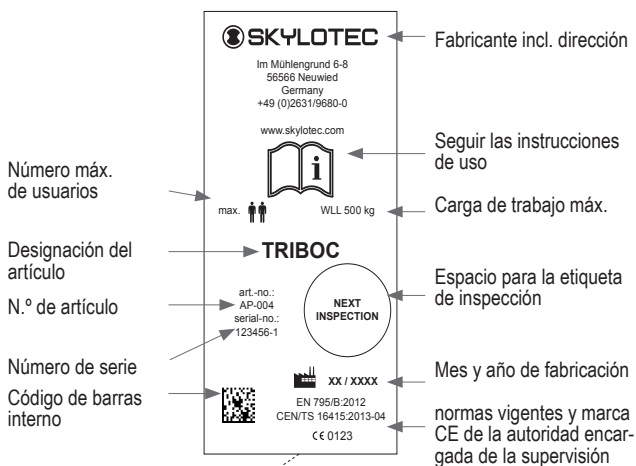 SKYLOTEC
Fabricante incl. dirección
Im Mühlengrund 6-8
56566 Neuwied
Germany
+49 (0)2631/9680-0
www.skylotec.com
i
Seguir las instrucciones
de uso
Número máx.
de usuarios
max.
WLL 500 kg
Carga de trabajo máx.
Designación del
artículo
TRIBOC
N.º de artículo
art.-no.:
AP-004
serial-no.:
123456-1
NEXT
INSPECTION
Espacio para la etiqueta
de inspección
Número de serie
Código de barras
interno
XX / XXXX
Mes y año de fabricación
EN 795/B:2012
CEN/TS 16415:2013-04
CE 0123
normas vigentes y marca
CE de la autoridad encar-
gada de la supervisión